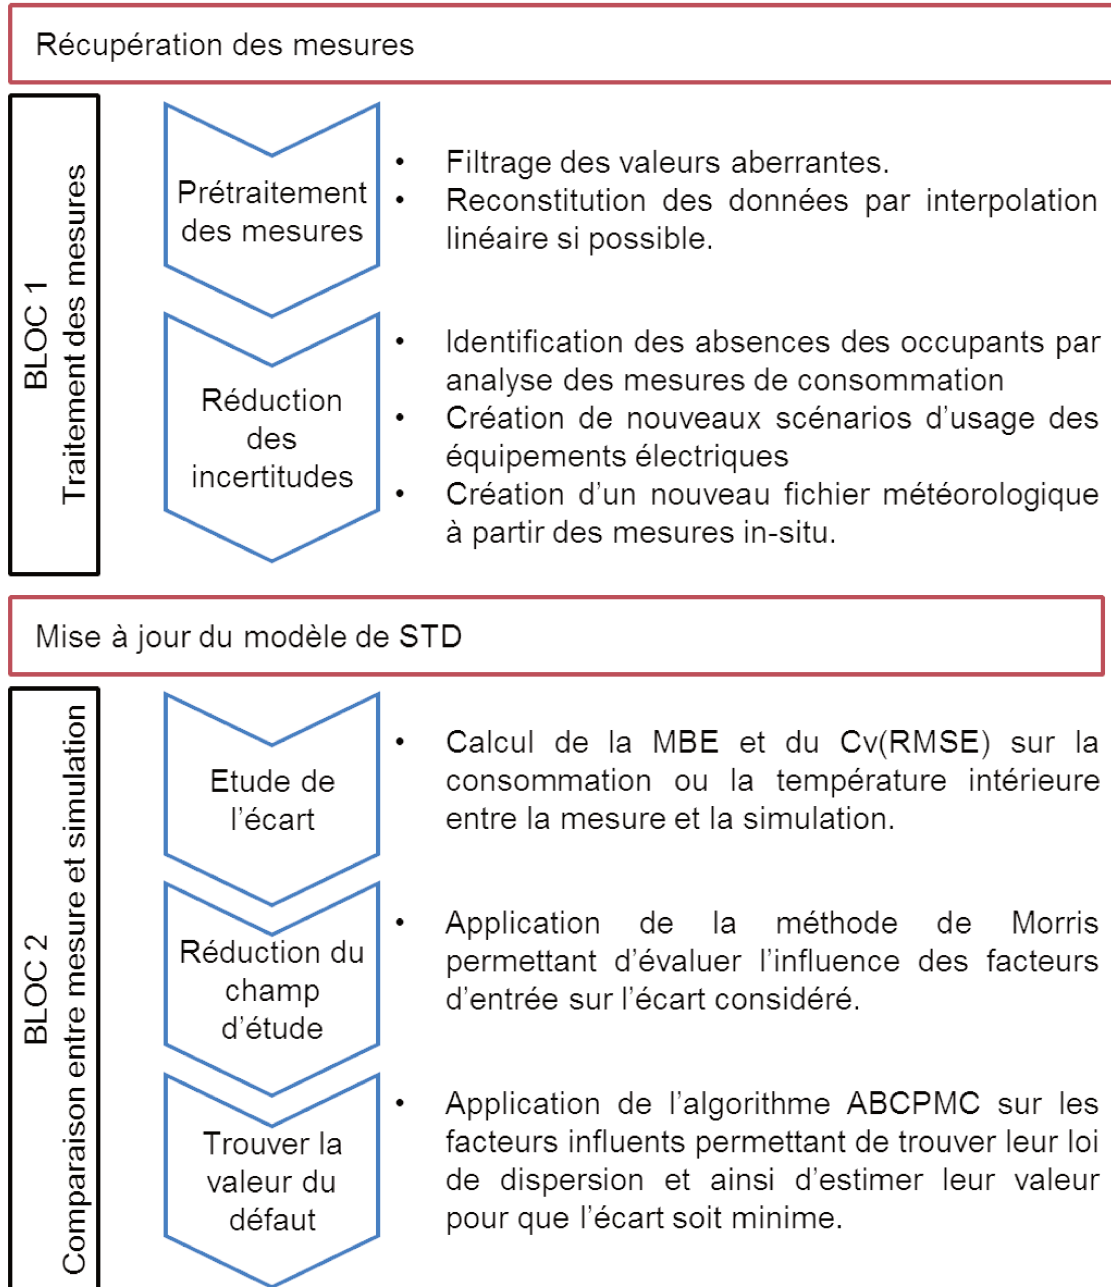 Récupération des mesures
BLOC 1
Traitement des mesures
Prétraitement
des mesures
• Filtrage des valeurs aberrantes.
• Reconstitution des données par interpolation
linéaire si possible.
Réduction
des
incertitudes
• Identification des absences des occupants par
analyse des mesures de consommation
• Création de nouveaux scénarios d'usage des
équipements électriques
• Création d'un nouveau fichier météorologique
à partir des mesures in-situ.
Mise à jour du modèle de STD
BLOC 2
Comparaison entre mesure et simulation
Etude de
l'écart
• Calcul de la MBE et du Cv(RMSE) sur la
consommation ou la température intérieure
entre la mesure et la simulation.
Réduction du
champ
d'étude
• Application de la méthode de Morris
permettant d'évaluer l'influence des facteurs
d'entrée sur l'écart considéré.
Trouver la
valeur du
défaut
• Application de l'algorithme ABCPMC sur les
facteurs influents permettant de trouver leur loi
de dispersion et ainsi d'estimer leur valeur
pour que l'écart soit minime.